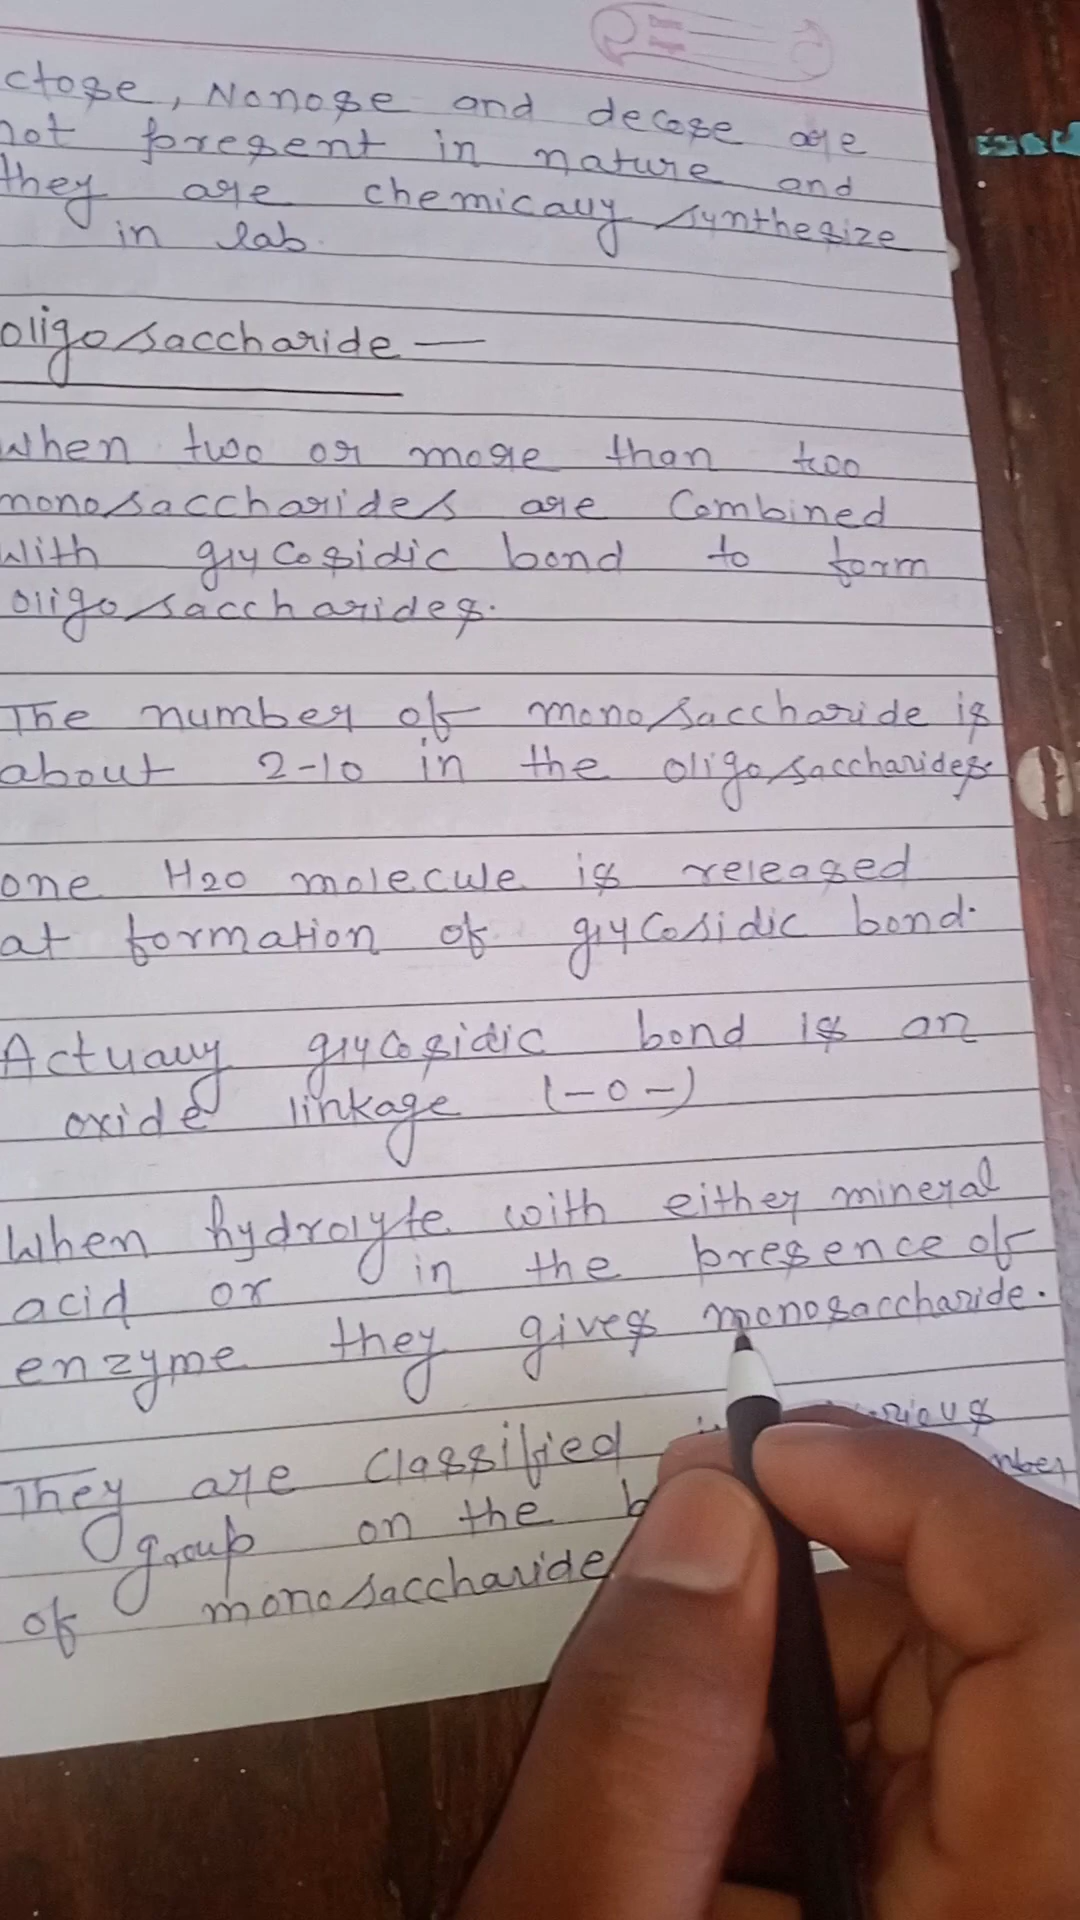 ctose, Nonose and decose are
not present in nature and
they are chemically synthesize
in lab.
oligosaccharide —
When two or more than two
monosaccharides are Combined
With glycosidic bond to form
oligosaccharides.
The number of monosaccharide is
about 2-10 in the oligosaccharides
one H2O molecule is released
at formation of glycosidic bond.
Actually glycosidic bond is an
oxide linkage (-o-)
When hydrolyte with either mineral
acid or in the presence of
enzyme they gives monosaccharide.
They are classified
group on the
of monosaccharide